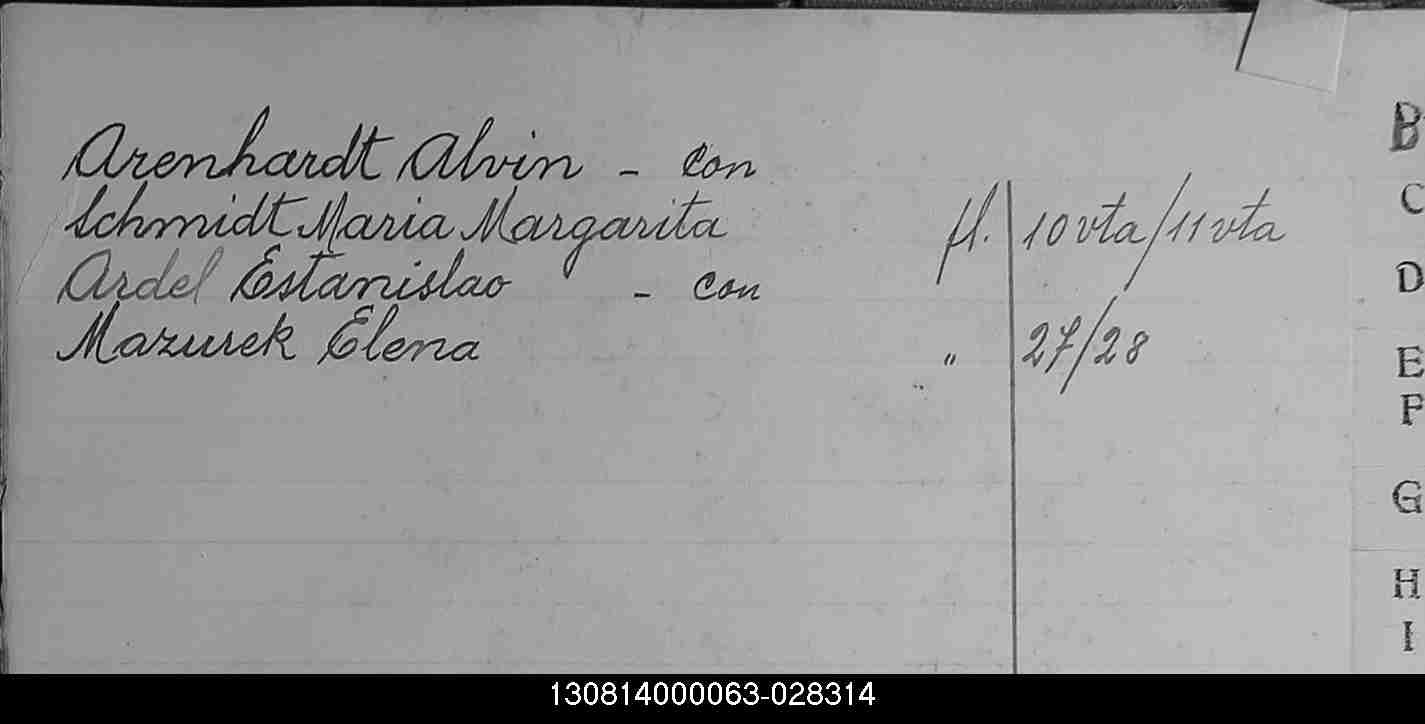 Arenhardt Alvin - con
Schmidt Maria Margarita fl. 10 vta/11 vta
Ardel Estanislao - con
Mazurek Elena " 27/28
B
C
D
E
F
G
H
I
130814000063-028314